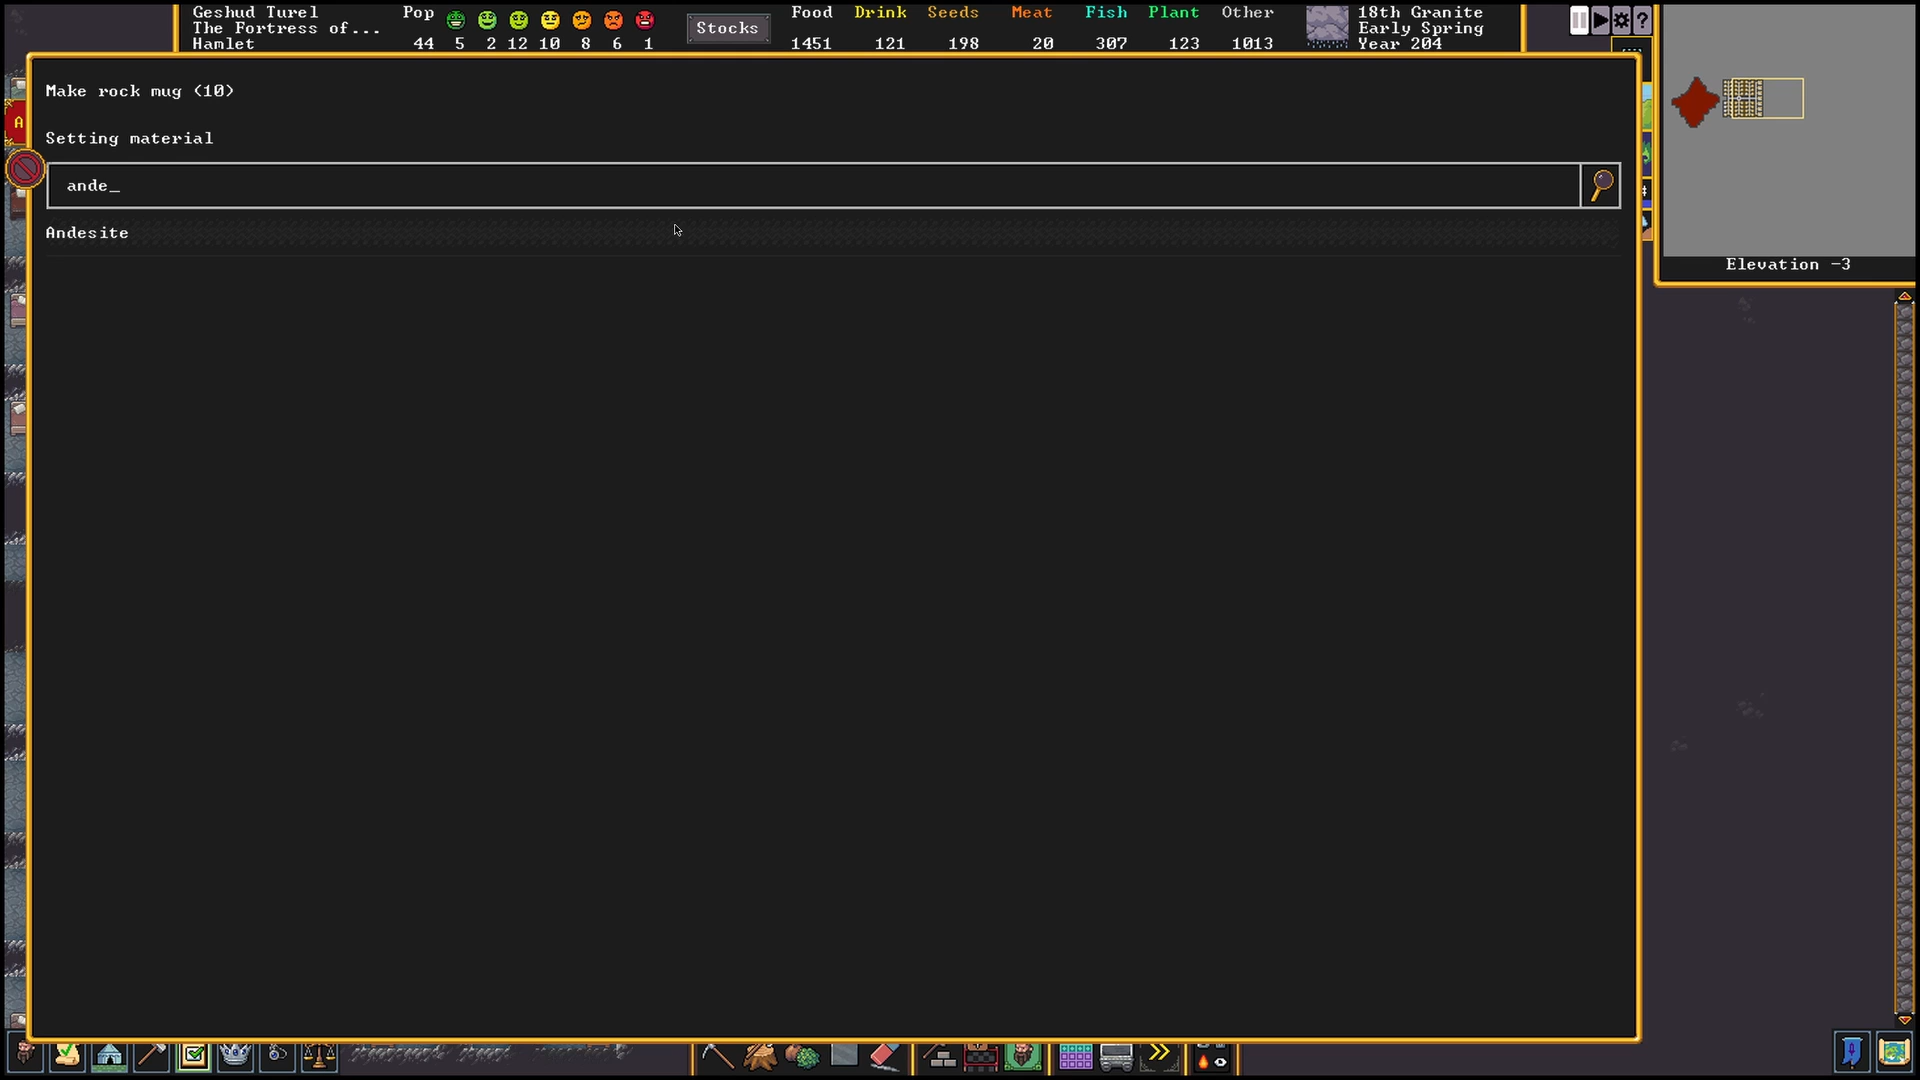 Geshud Turel
The Fortress of...
Hamlet
Pop
44 5 2 12 10 8 6 1
Stocks
Food Drink Seeds Meat Fish Plant Other
1451 121 198 20 307 123 1013
18th Granite
Early Spring
Year 204
?
Make rock mug (10)
Setting material
A
ande_
Andesite
Elevation -3